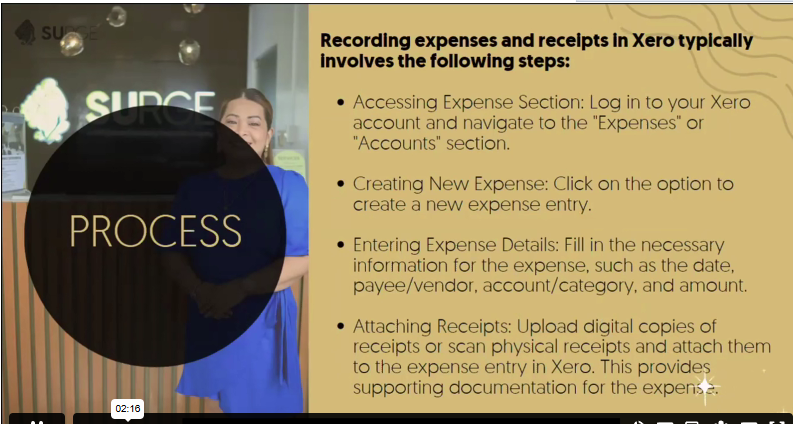 SURGE
SURGE
PROCESS
Recording expenses and receipts in Xero typically
involves the following steps:
• Accessing Expense Section: Log in to your Xero
account and navigate to the "Expenses" or
"Accounts" section.
• Creating New Expense: Click on the option to
create a new expense entry.
• Entering Expense Details: Fill in the necessary
information for the expense, such as the date,
payee/vendor, account/category, and amount.
• Attaching Receipts: Upload digital copies of
receipts or scan physical receipts and attach them
to the expense entry in Xero. This provides
supporting documentation for the expense.
02:16